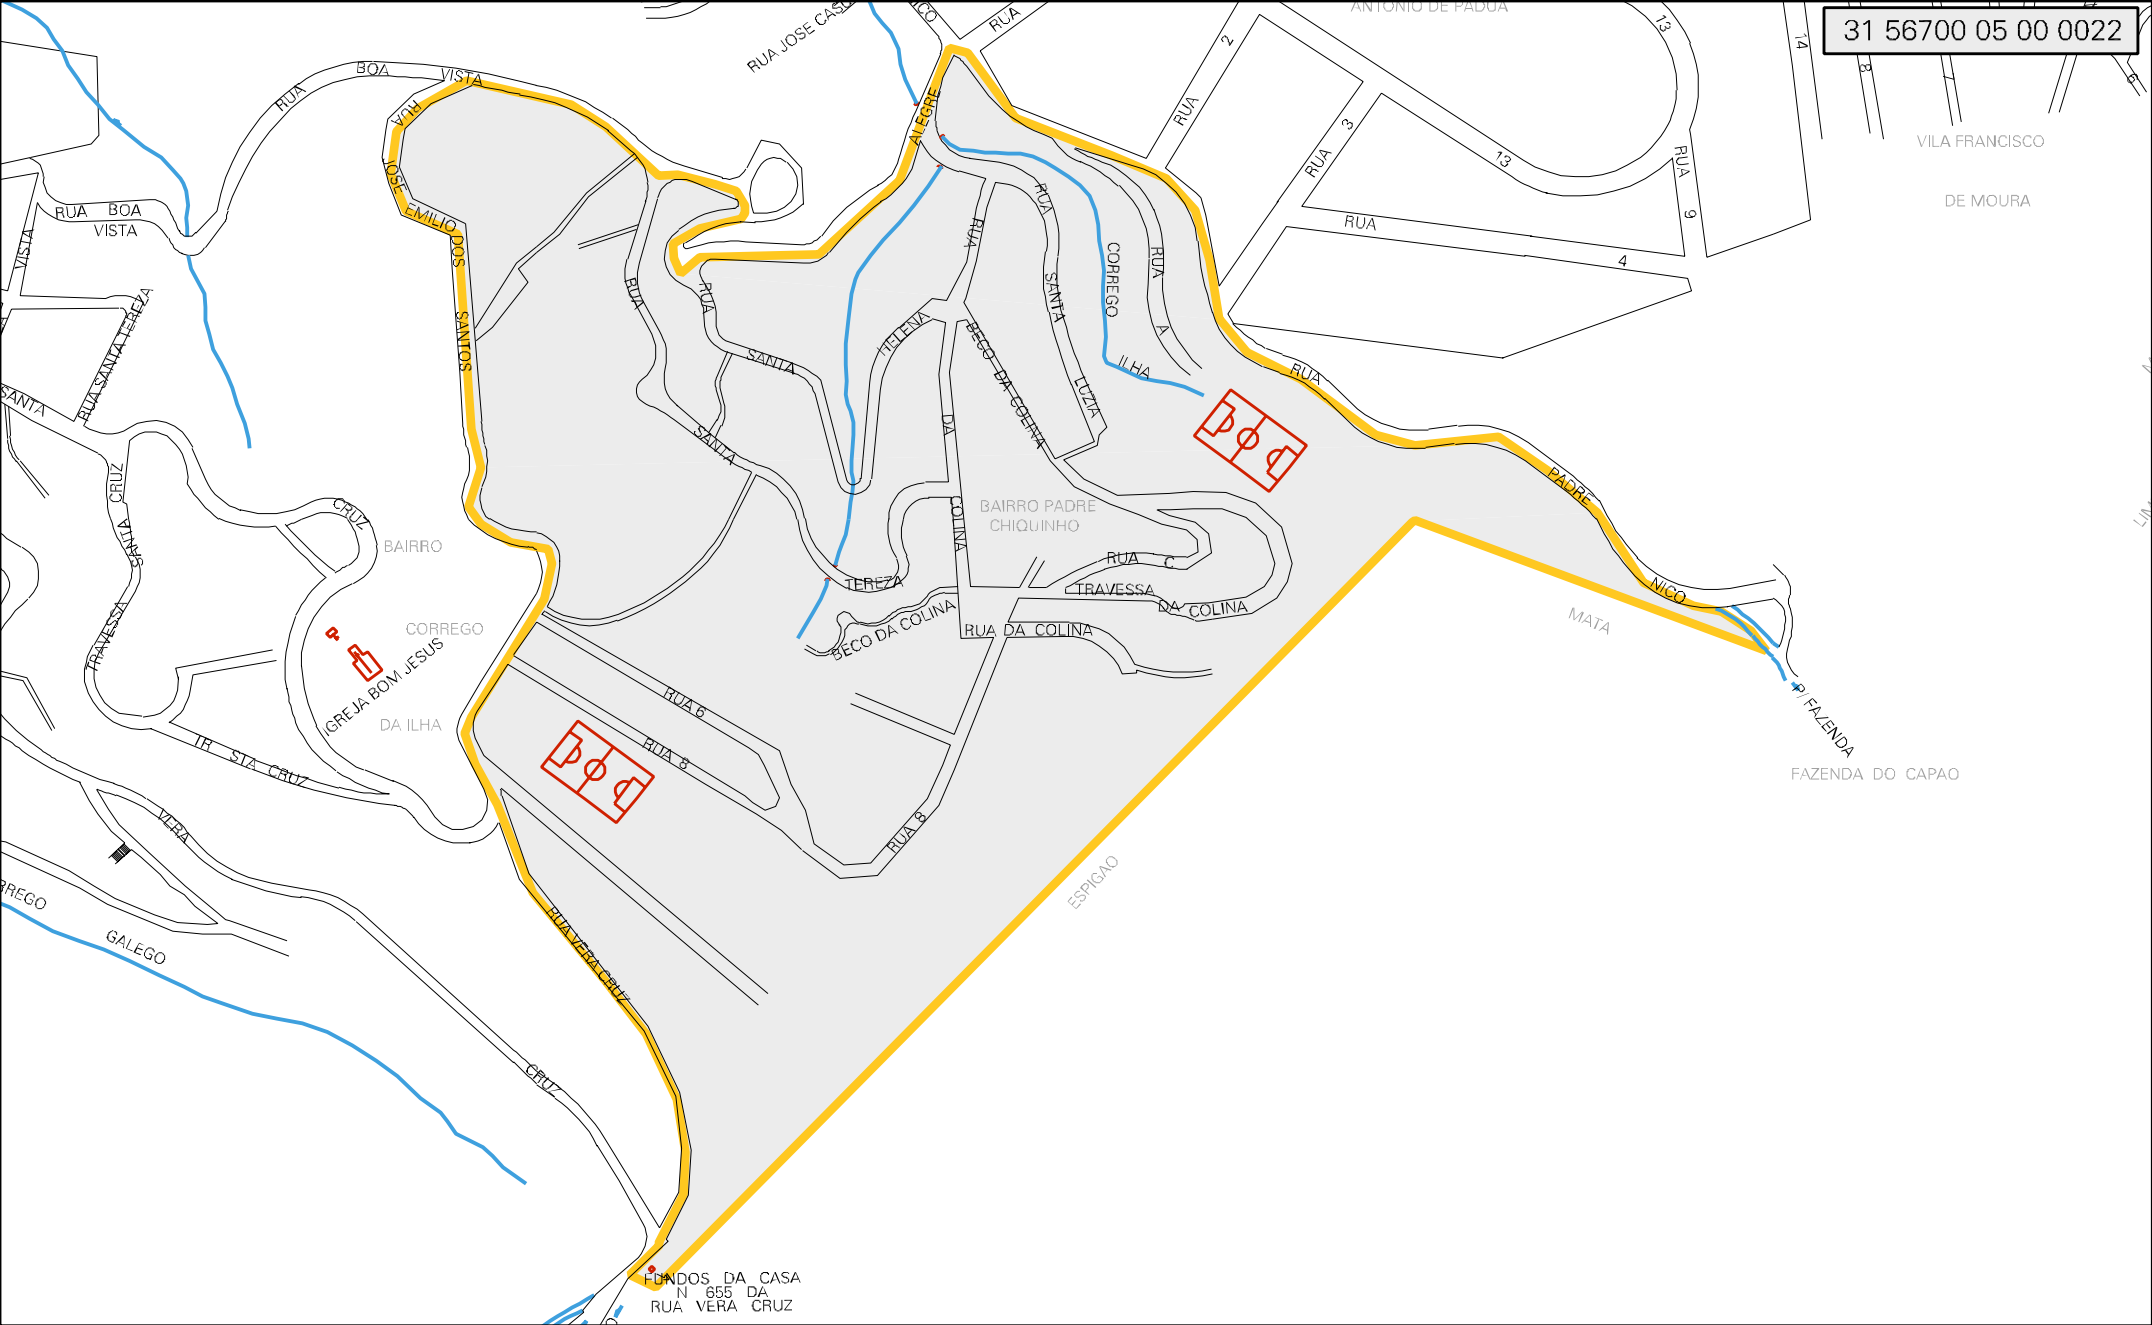 ANTONIO DE PADUA
31 56700 05 00 0022
RUA JOSE CASU
RUA
13
14
8
7
6
2
BOA
VISTA
RUA
RUA
ALEGRE
RUA
3
RUA
13
RUA
9
VILA FRANCISCO
DE MOURA
RUA BOA
VISTA
VISTA
JOSE
EMILIO DOS
SANTOS
RUA
4
RUA
RUA
SANTA
LUZIA
CORREGO
ILHA
RUA
A
RUA
RUA
SANTA
HELENA
BECO DA COLINA
DA
COLINA
RUA
PADRE
NICO
RUA SANTA TEREZA
SANTA
SANTA CRUZ
CRUZ
SANTA
TEREZA
BAIRRO PADRE
CHIQUINHO
BAIRRO
CORREGO
DA ILHA
IGREJA BOM JESUS
RUA C
TRAVESSA
DA COLINA
BECO DA COLINA
RUA DA COLINA
MATA
TRAVESSA
TR STA CRUZ
RUA 6
RUA 8
RUA 8
P/ FAZENDA
FAZENDA DO CAPAO
VERA
CRUZ
RREGO
GALEGO
ESPIGAO
RUA VERA CRUZ
FUNDOS DA CASA
N 655 DA
RUA VERA CRUZ